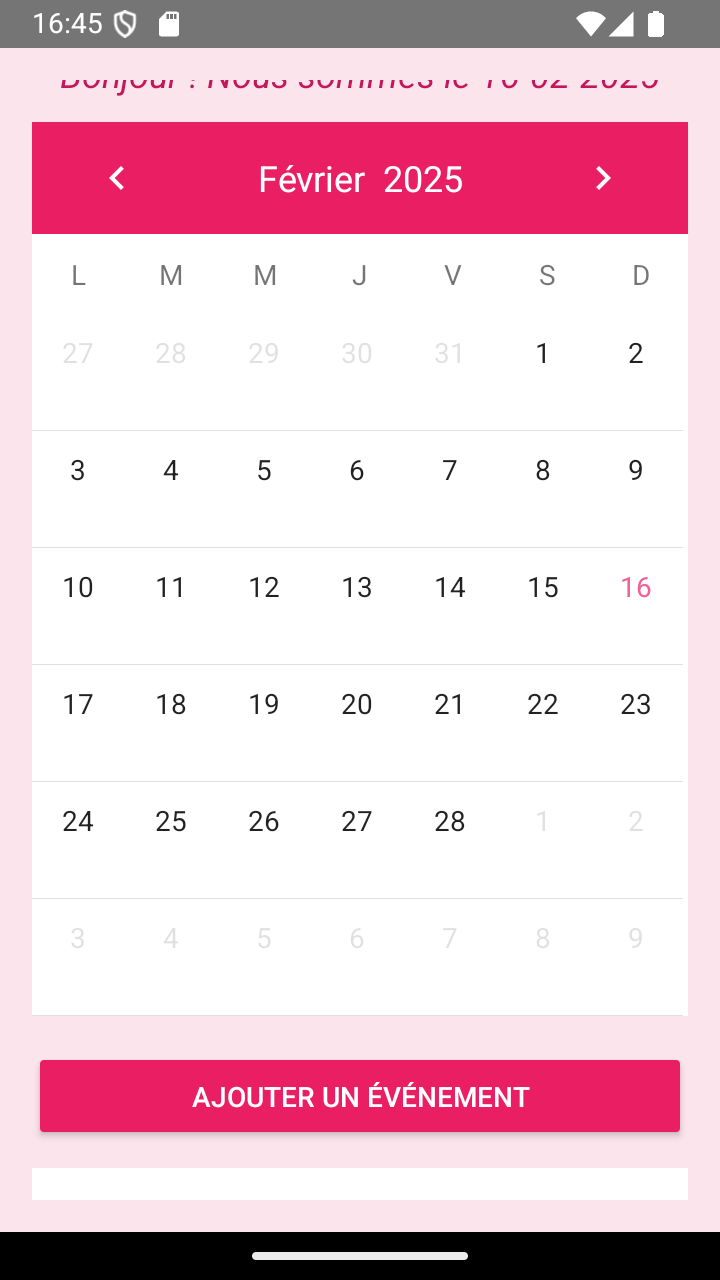 16:45
Bonjour ! Nous sommes le 16-02-2025
Février 2025
L M M J V S D
27 28 29 30 31 1 2
3 4 5 6 7 8 9
10 11 12 13 14 15 16
17 18 19 20 21 22 23
24 25 26 27 28 1 2
3 4 5 6 7 8 9
AJOUTER UN ÉVÉNEMENT